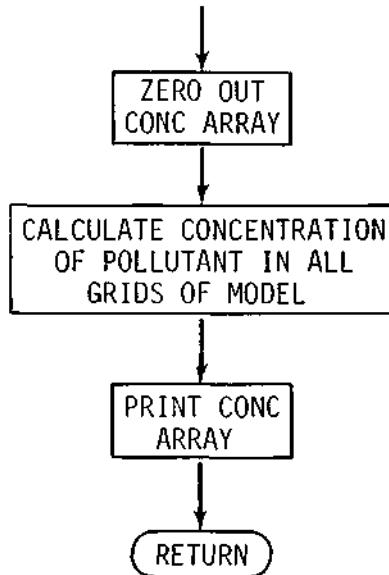 ZERO OUT
CONC ARRAY
CALCULATE CONCENTRATION
OF POLLUTANT IN ALL
GRIDS OF MODEL
PRINT CONC
ARRAY
RETURN